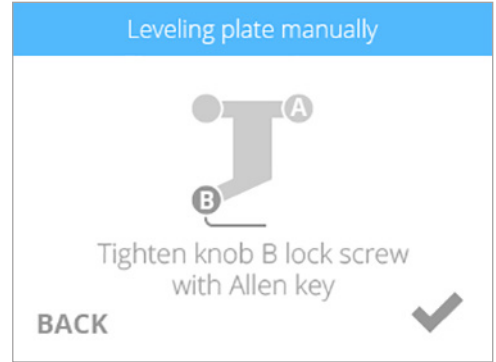 Leveling plate manually
A
B
Tighten knob B lock screw
with Allen key
BACK